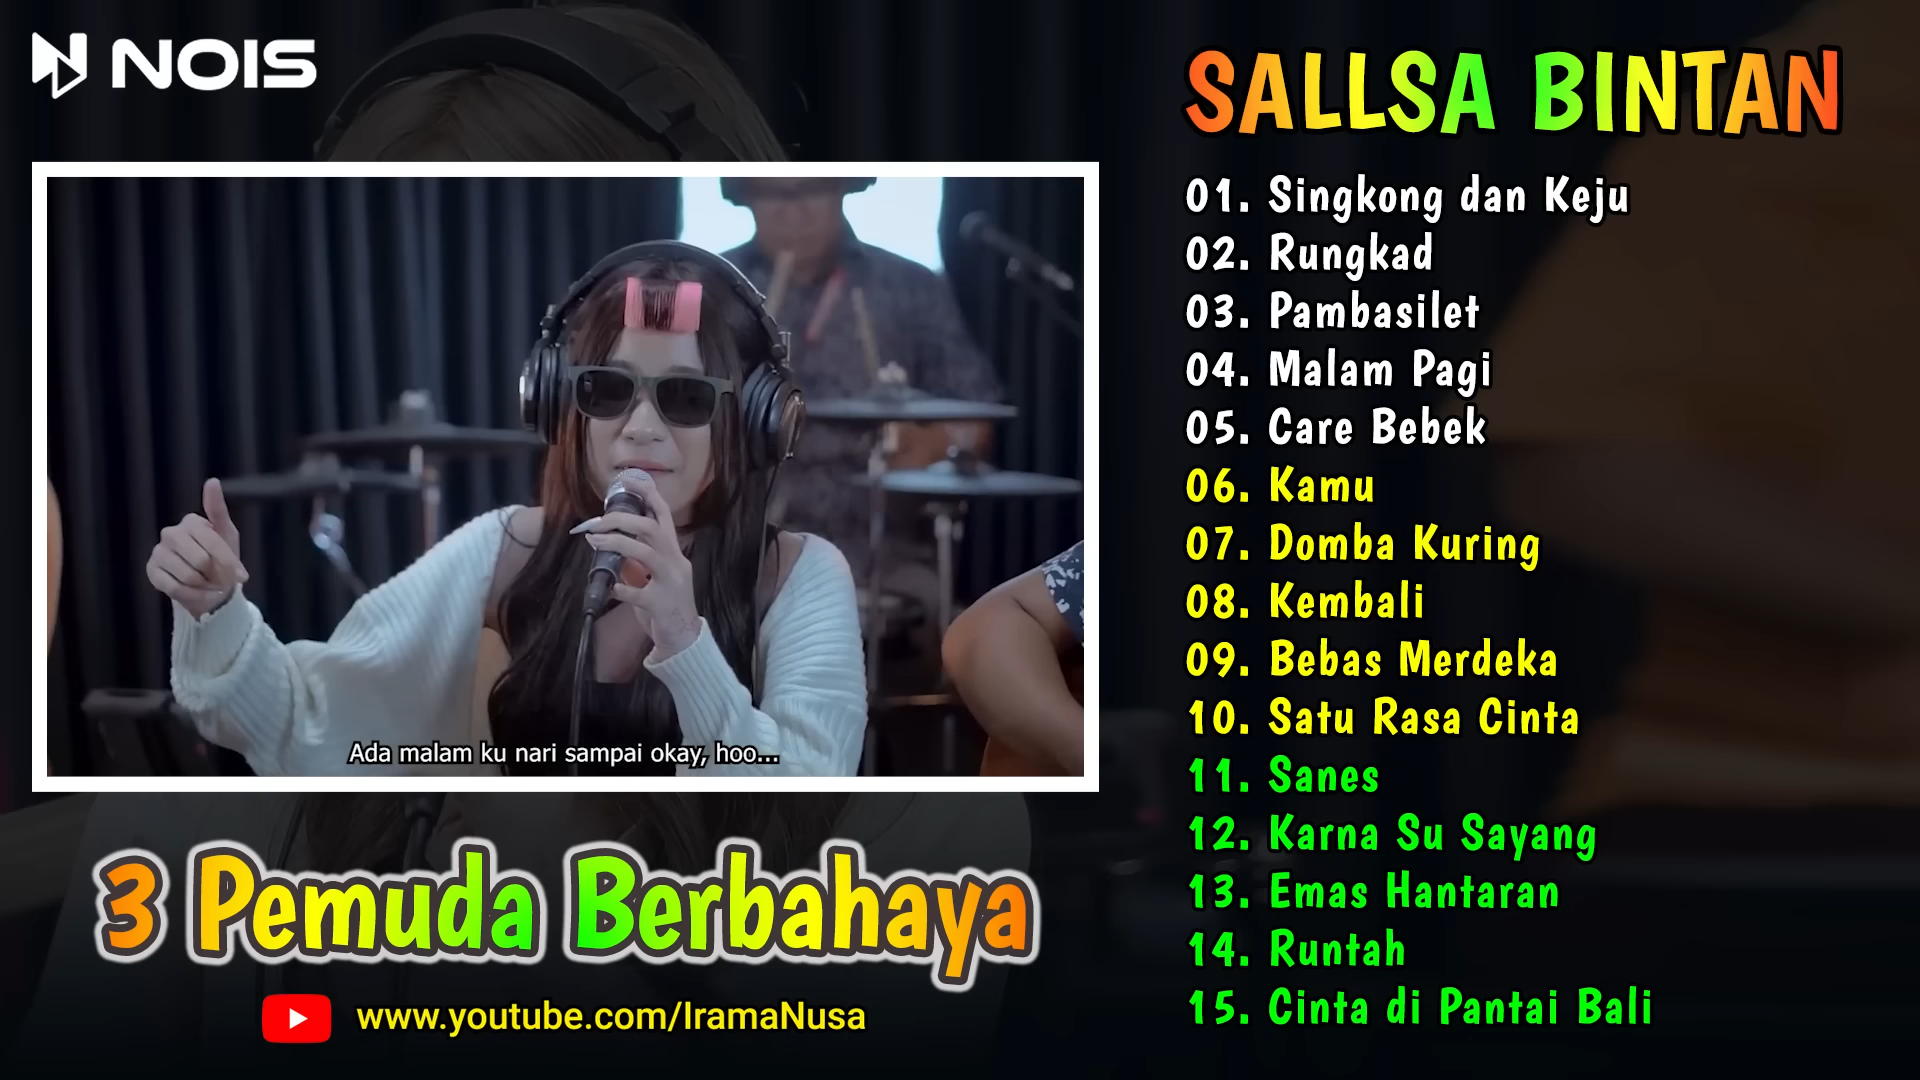 NOIS
SALLSA BINTAN
01. Singkong dan Keju
02. Rungkad
03. Pambasilet
04. Malam Pagi
05. Care Bebek
06. Kamu
07. Domba Kuring
08. Kembali
09. Bebas Merdeka
10. Satu Rasa Cinta
11. Sanes
12. Karna Su Sayang
13. Emas Hantaran
14. Runtah
15. Cinta di Pantai Bali
Ada malam ku nari sampai okay, hoo...
3 Pemuda Berbahaya
www.youtube.com/IramaNusa